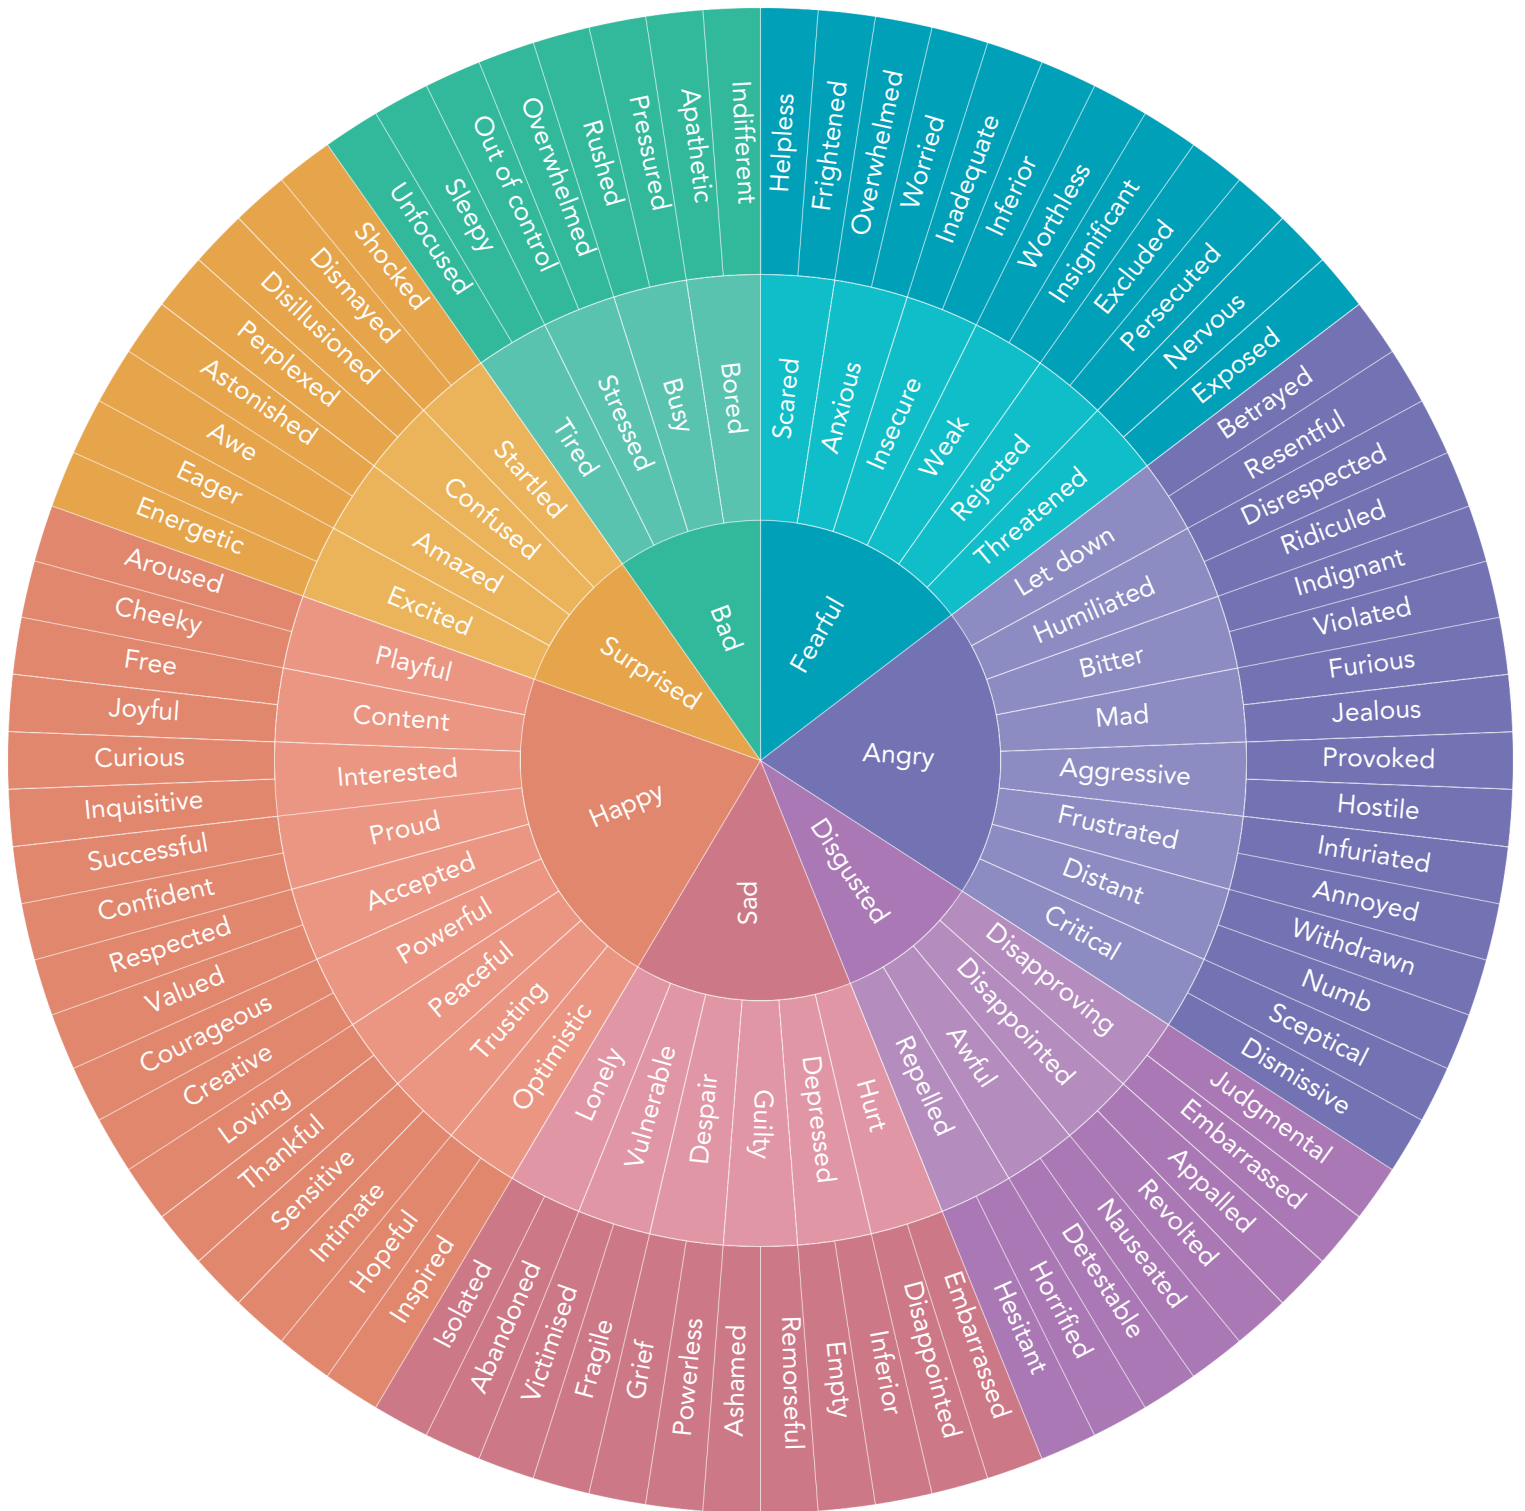 Fearful
Angry
Disgusted
Sad
Happy
Surprised
Bad
Scared
Anxious
Insecure
Weak
Rejected
Threatened
Let down
Humiliated
Bitter
Mad
Aggressive
Frustrated
Distant
Critical
Disapproving
Disappointed
Awful
Repelled
Hurt
Depressed
Guilty
Despair
Vulnerable
Lonely
Optimistic
Trusting
Peaceful
Powerful
Accepted
Proud
Interested
Content
Playful
Excited
Amazed
Confused
Startled
Tired
Stressed
Busy
Bored
Helpless
Frightened
Overwhelmed
Worried
Inadequate
Inferior
Worthless
Insignificant
Excluded
Persecuted
Nervous
Exposed
Betrayed
Resentful
Disrespected
Ridiculed
Indignant
Violated
Furious
Jealous
Provoked
Hostile
Infuriated
Annoyed
Withdrawn
Numb
Sceptical
Dismissive
Judgmental
Embarrassed
Appalled
Revolted
Nauseated
Detestable
Horrified
Hesitant
Embarrassed
Disappointed
Inferior
Empty
Remorseful
Ashamed
Powerless
Grief
Fragile
Victimised
Abandoned
Isolated
Inspired
Hopeful
Intimate
Sensitive
Thankful
Loving
Creative
Courageous
Valued
Respected
Confident
Successful
Inquisitive
Curious
Joyful
Free
Cheeky
Aroused
Energetic
Eager
Awe
Astonished
Perplexed
Disillusioned
Dismayed
Shocked
Unfocused
Sleepy
Out of control
Overwhelmed
Rushed
Pressured
Apathetic
Indifferent